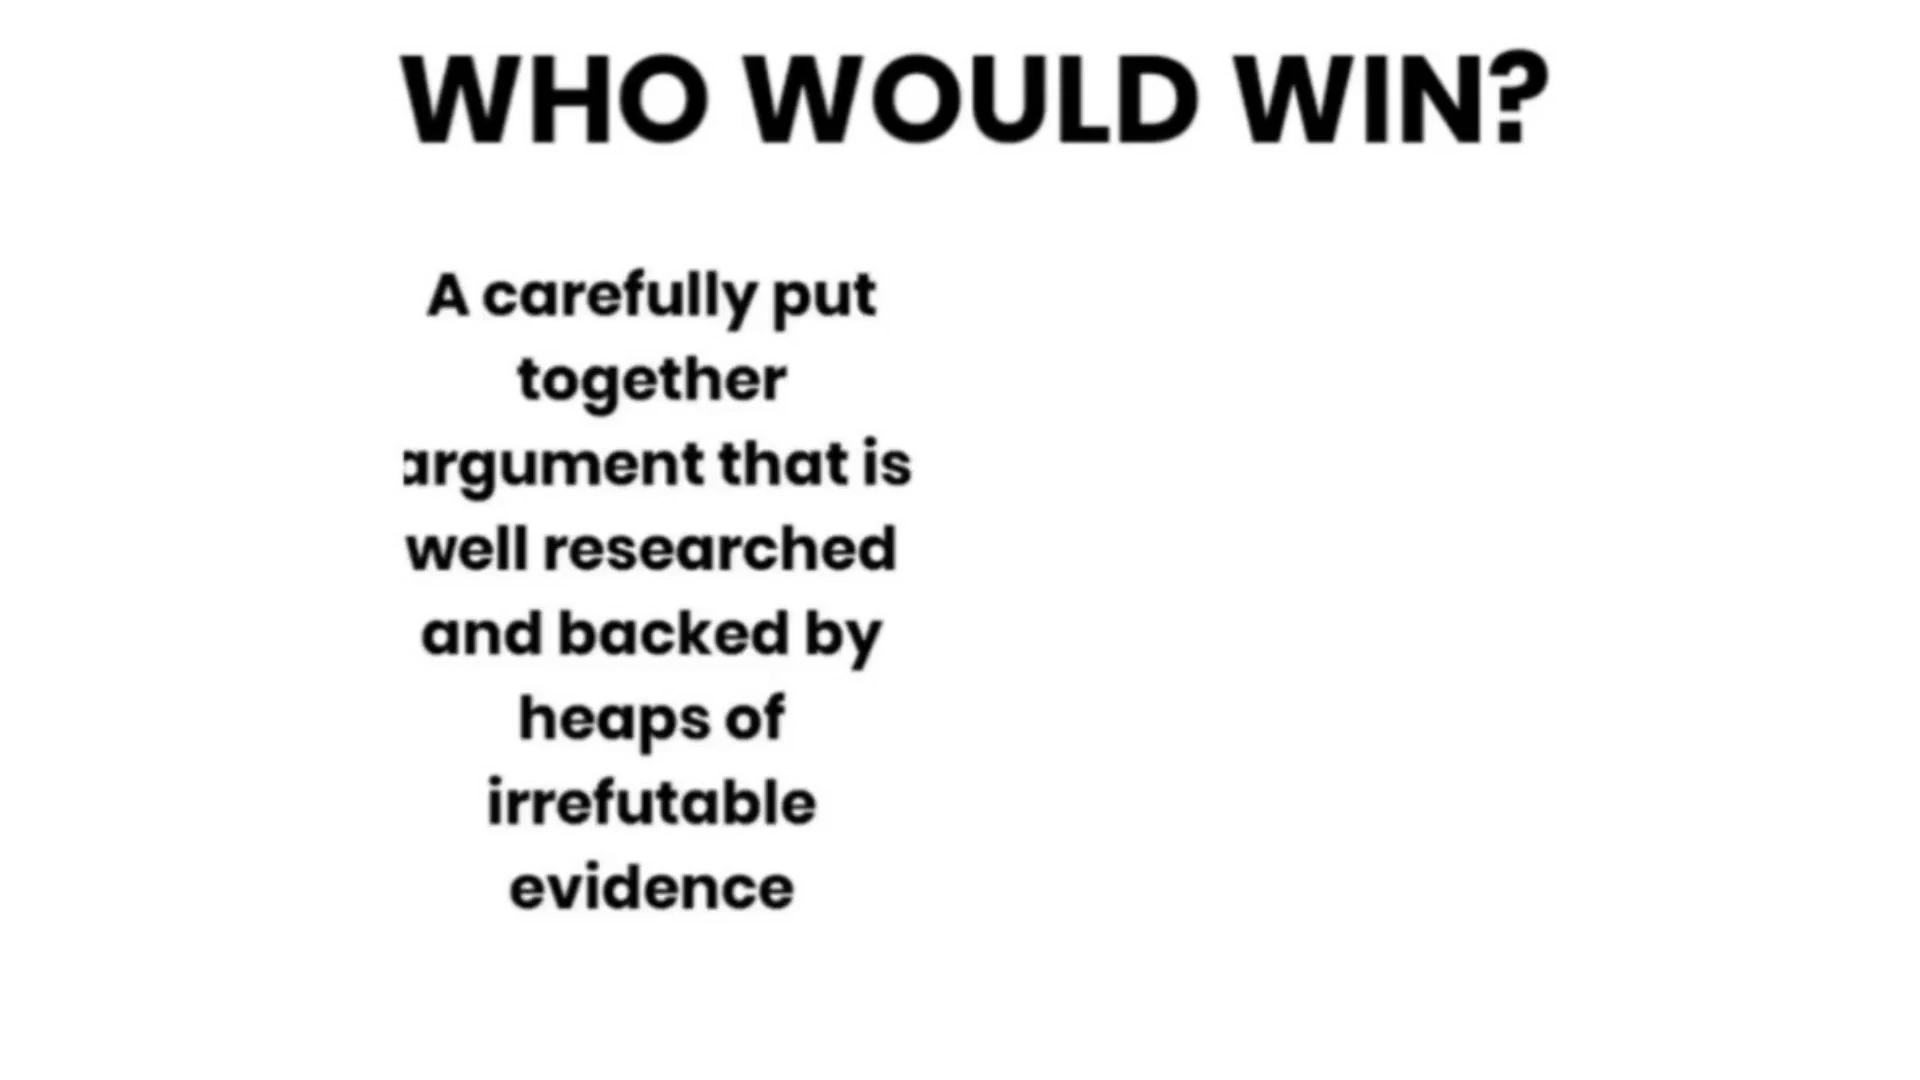 WHO WOULD WIN?
A carefully put
together
argument that is
well researched
and backed by
heaps of
irrefutable
evidence